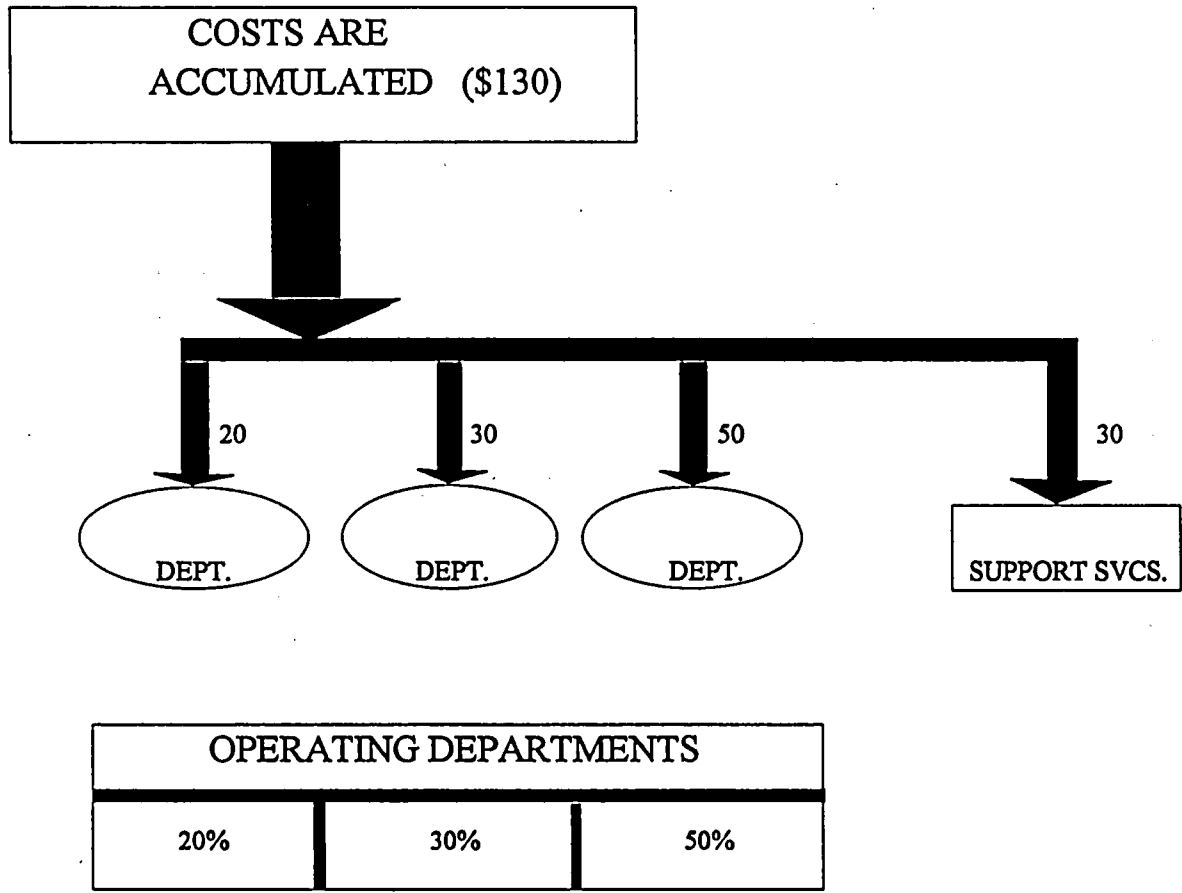 COSTS ARE
ACCUMULATED ($130)
20
30
50
30
DEPT.
DEPT.
DEPT.
SUPPORT SVCS.
OPERATING DEPARTMENTS
20%
30%
50%